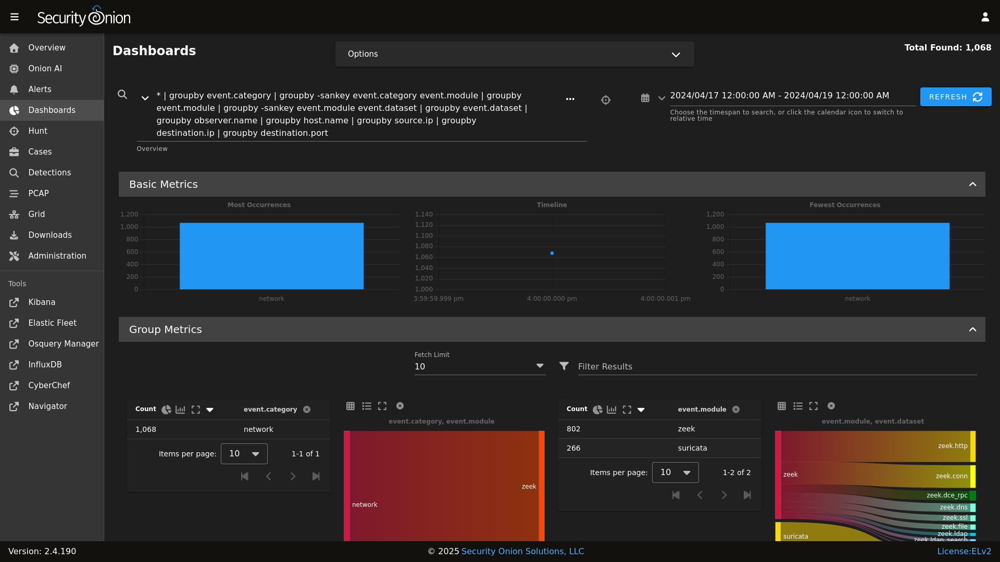 Security Onion
Overview
Onion AI
Alerts
Dashboards
Hunt
Cases
Detections
PCAP
Grid
Downloads
Administration
Tools
Kibana
Elastic Fleet
Osquery Manager
InfluxDB
CyberChef
Navigator
Dashboards
Options
Total Found: 1,068
* | groupby event.category | groupby -sankey event.category event.module | groupby
event.module | groupby -sankey event.module event.dataset | groupby event.dataset |
groupby observer.name | groupby host.name | groupby source.ip | groupby
destination.ip | groupby destination.port
Overview
2024/04/17 12:00:00 AM - 2024/04/19 12:00:00 AM
Choose the timespan to search, or click the calendar icon to switch to
relative time
REFRESH
Basic Metrics
Most Occurrences
1,200
1,000
800
600
400
200
0
network
Timeline
1,140
1,120
1,100
1,080
1,060
1,040
1,020
1,000
3:59:59.999 pm
4:00:00.000 pm
4:00:00.001 pm
Fewest Occurrences
1,200
1,000
800
600
400
200
0
network
Group Metrics
Fetch Limit
10
Filter Results
Count event.category
1,068 network
Items per page: 10 1-1 of 1
event.category, event.module
network
zeek
Count event.module
802 zeek
266 suricata
Items per page: 10 1-2 of 2
event.module, event.dataset
zeek
suricata
zeek.http
zeek.conn
zeek.dce_rpc
zeek.dns
zeek.ssl
zeek.file
zeek.ldap
zeek.ldap_search
Version: 2.4.190
© 2025 Security Onion Solutions, LLC
License:ELv2